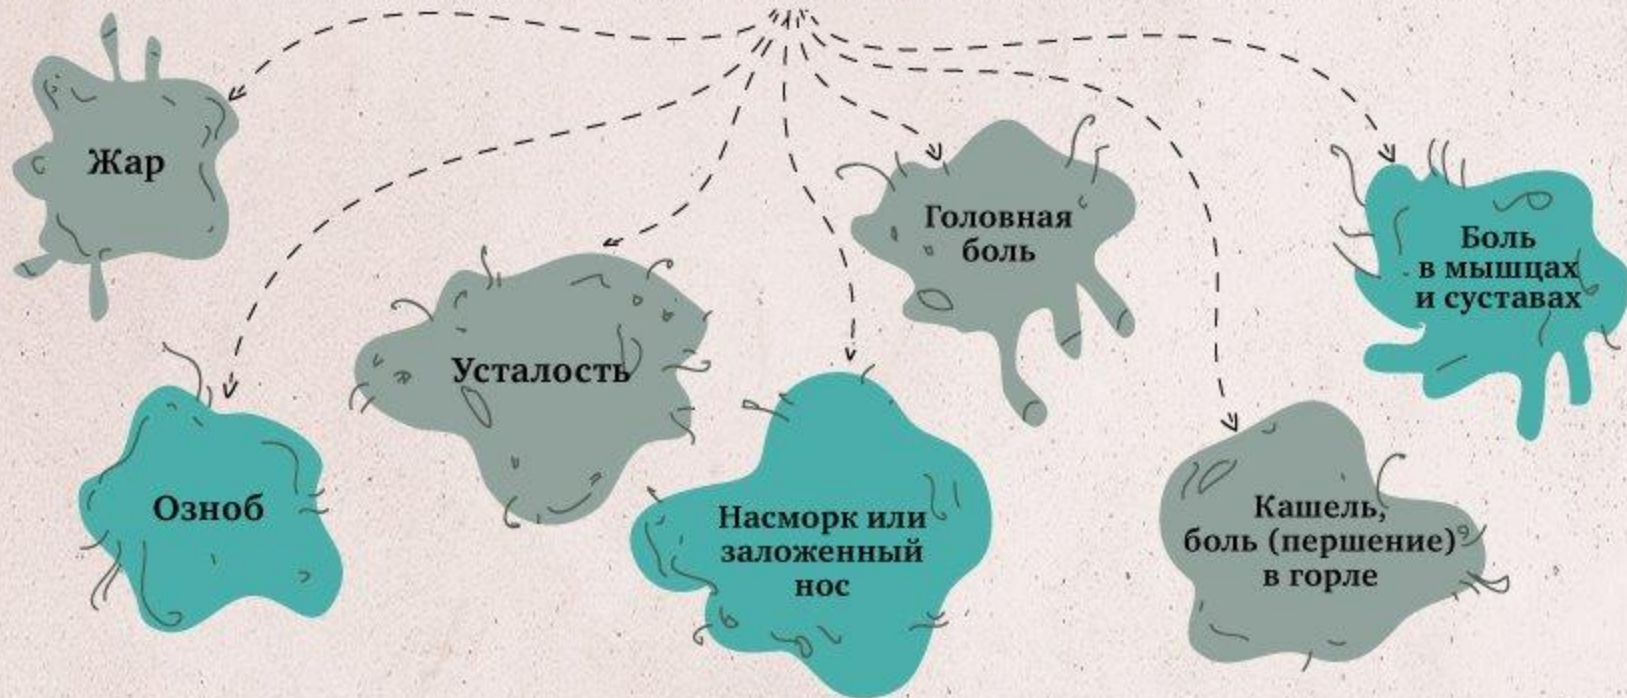 Жар
Головная
боль
Боль
в мышцах
и суставах
Усталость
Озноб
Насморк или
заложенный
нос
Кашель,
боль (першение)
в горле